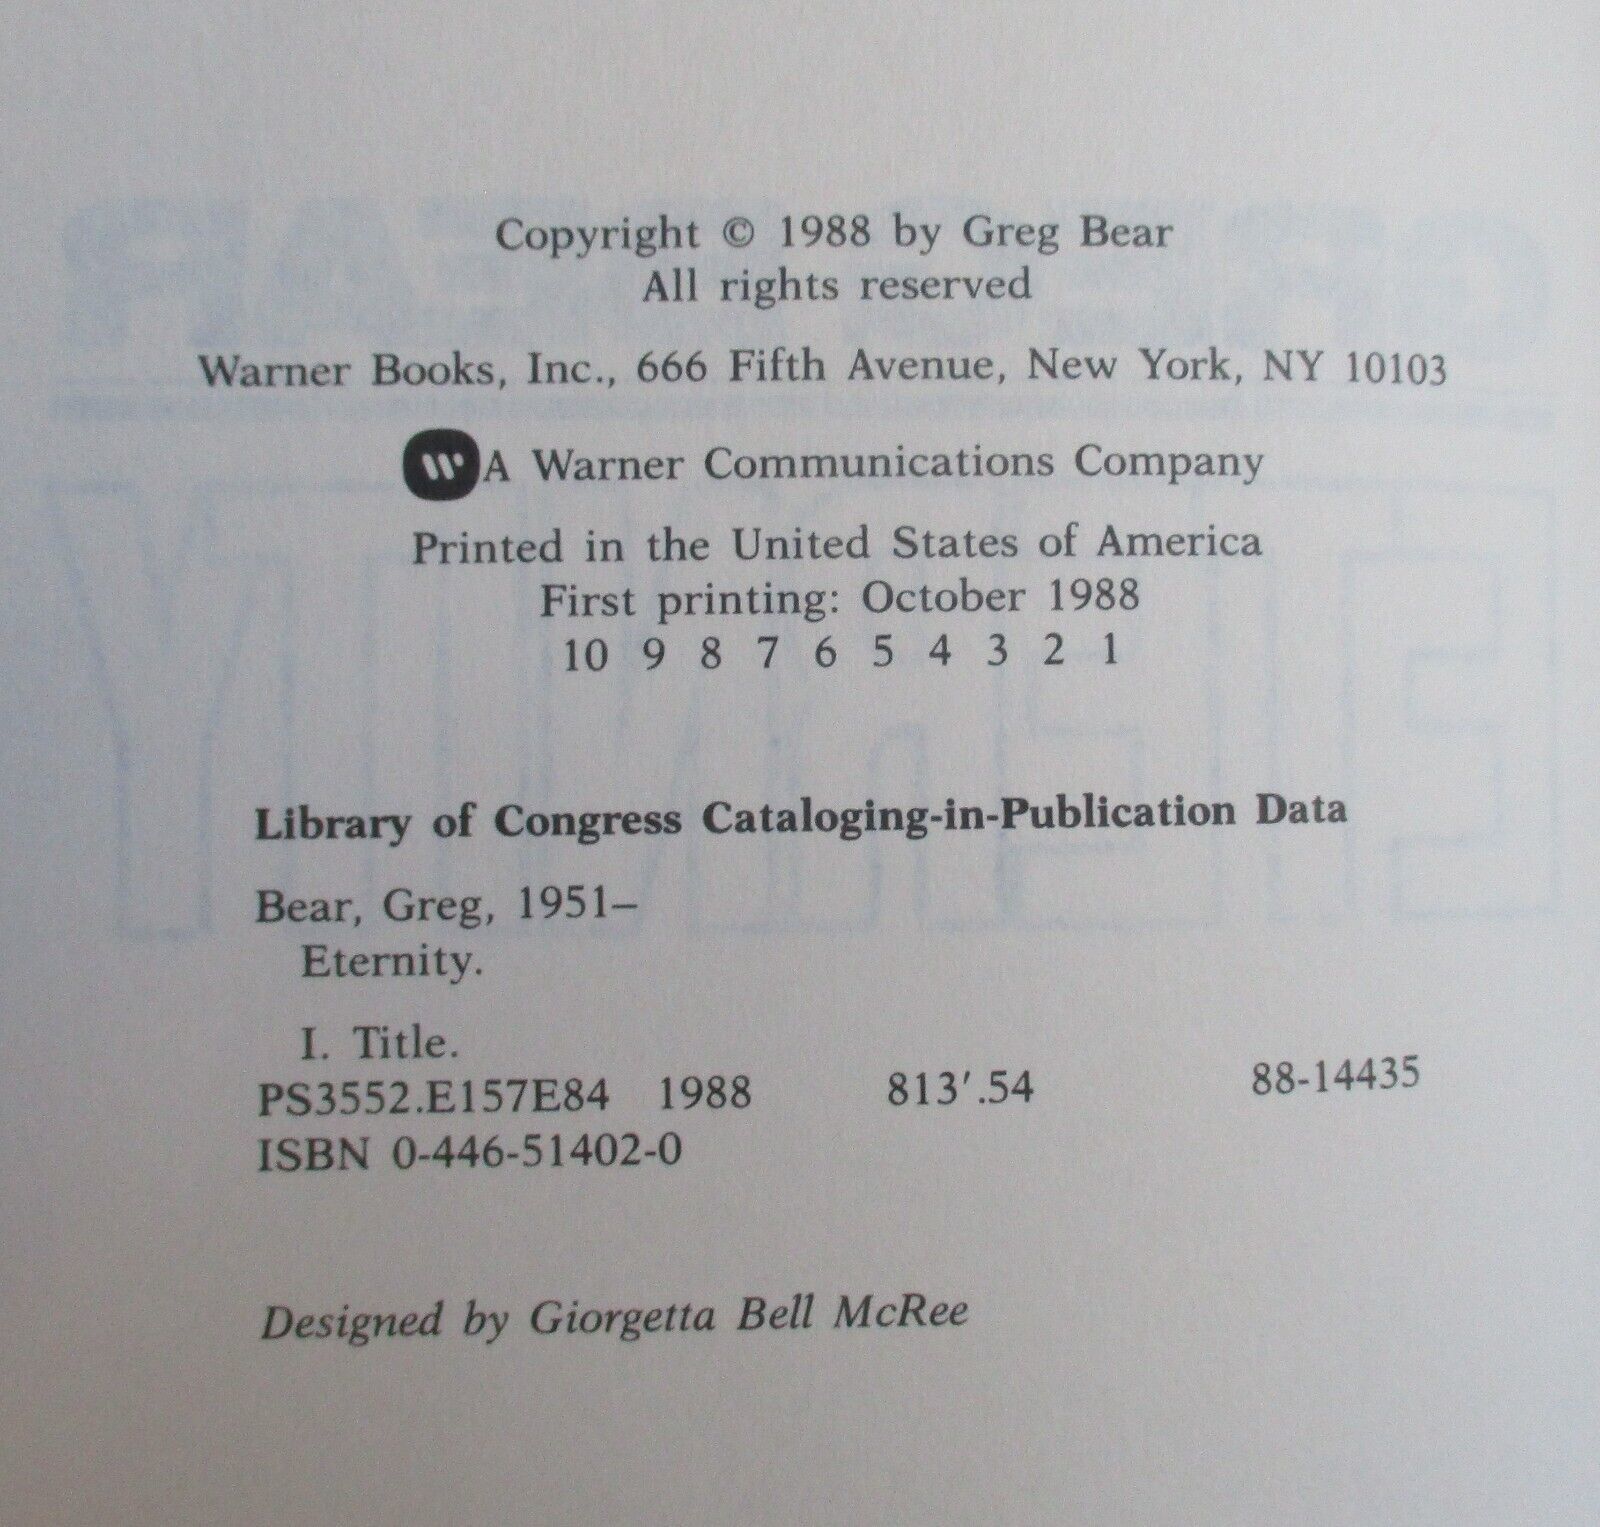 Copyright © 1988 by Greg Bear
All rights reserved
Warner Books, Inc., 666 Fifth Avenue, New York, NY 10103
A Warner Communications Company
Printed in the United States of America
First printing: October 1988
10 9 8 7 6 5 4 3 2 1
Library of Congress Cataloging-in-Publication Data
Bear, Greg, 1951–
Eternity.
I. Title.
PS3552.E157E84 1988 813′.54 88-14435
ISBN 0-446-51402-0
Designed by Giorgetta Bell McRee